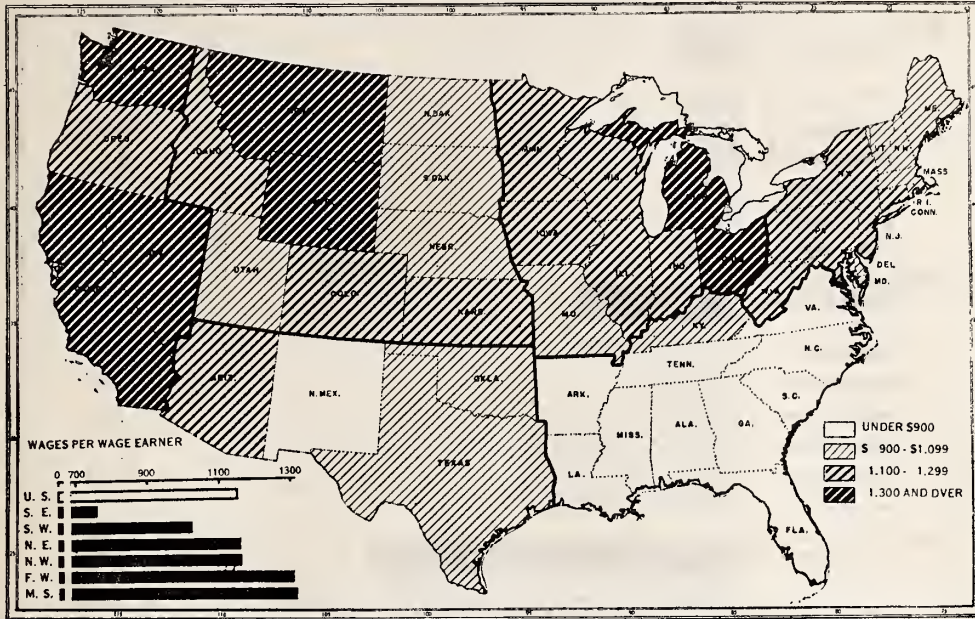 N.DAK.
ME.
OREG.
IDAHO
MINN.
VT.
N.H.
S.DAK.
WIS.
N.Y.
MASS
R I.
CONN.
IOWA
NEBR.
PA.
N.J.
UTAH
ILL.
IND.
DEL
MD.
COLO.
KANS.
MO.
W.VA.
VA.
KY.
N.C.
TENN.
ARIZ.
N. MEX.
OKLA.
ARK.
S.C.
MISS.
ALA.
GA.
TEXAS
LA.
FLA.
UNDER $900
$ 900 - $1,099
1.100 - 1,299
1.300 AND OVER
WAGES PER WAGE EARNER
0 700 900 1100 1300
U. S.
S. E.
S. W.
N. E.
N. W.
F. W.
M. S.